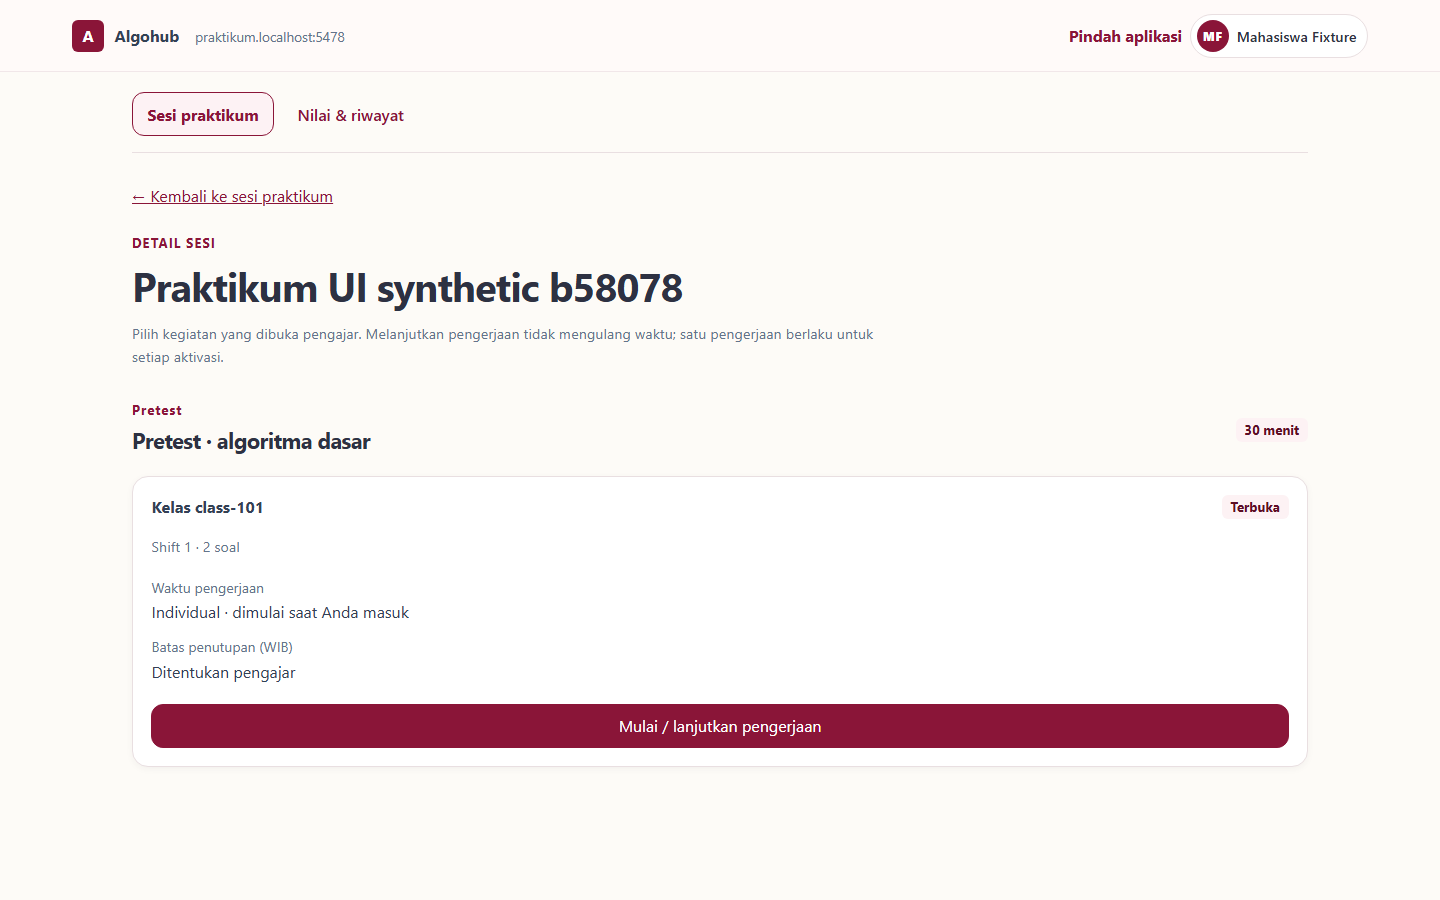 A Algohub praktikum.localhost:5478
Pindah aplikasi
MF Mahasiswa Fixture
Sesi praktikum
Nilai & riwayat
← Kembali ke sesi praktikum
DETAIL SESI
Praktikum UI synthetic b58078
Pilih kegiatan yang dibuka pengajar. Melanjutkan pengerjaan tidak mengulang waktu; satu pengerjaan berlaku untuk
setiap aktivasi.
Pretest
Pretest · algoritma dasar
30 menit
Kelas class-101
Terbuka
Shift 1 · 2 soal
Waktu pengerjaan
Individual · dimulai saat Anda masuk
Batas penutupan (WIB)
Ditentukan pengajar
Mulai / lanjutkan pengerjaan